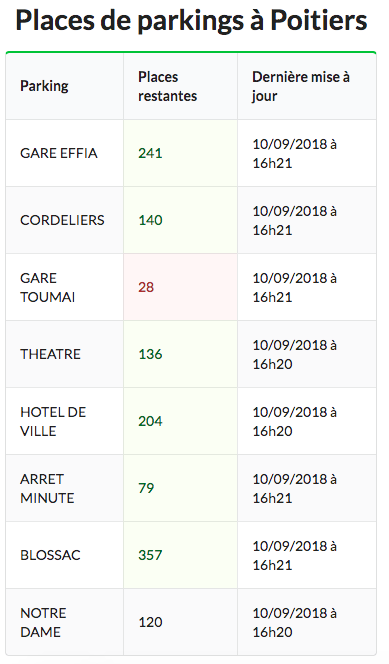 Places de parkings à Poitiers
Parking
Places
restantes
Dernière mise à
jour
GARE EFFIA
241
10/09/2018 à
16h21
CORDELIERS
140
10/09/2018 à
16h21
GARE
TOUMAI
28
10/09/2018 à
16h21
THEATRE
136
10/09/2018 à
16h20
HOTEL DE
VILLE
204
10/09/2018 à
16h20
ARRET
MINUTE
79
10/09/2018 à
16h21
BLOSSAC
357
10/09/2018 à
16h21
NOTRE
DAME
120
10/09/2018 à
16h20